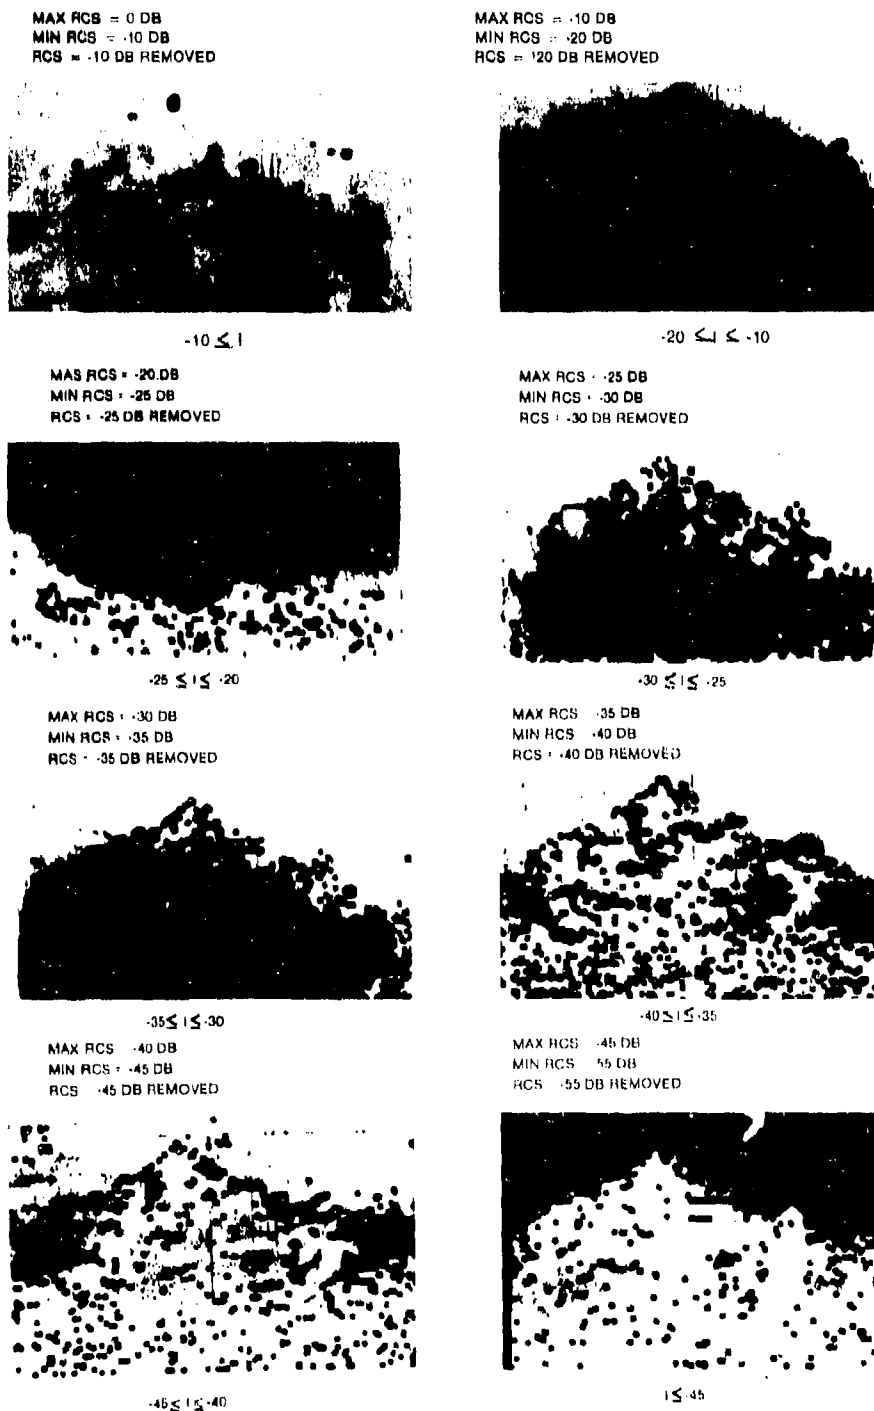 MAX RCS = 0 DB
MIN RCS = -10 DB
RCS = -10 DB REMOVED
-10 ≤ I
MAX RCS = -10 DB
MIN RCS = -20 DB
RCS = '20 DB REMOVED
-20 ≤ I ≤ -10
MAS RCS = -20 DB
MIN RCS = -25 DB
RCS = -25 DB REMOVED
-25 ≤ I ≤ -20
MAX RCS = -25 DB
MIN RCS = -30 DB
RCS = -30 DB REMOVED
-30 ≤ I ≤ -25
MAX RCS = -30 DB
MIN RCS = -35 DB
RCS = -35 DB REMOVED
-35 ≤ I ≤ -30
MAX RCS -35 DB
MIN RCS -40 DB
RCS = -40 DB REMOVED
-40 ≤ I ≤ -35
MAX RCS -40 DB
MIN RCS = -45 DB
RCS -45 DB REMOVED
-45 ≤ I ≤ -40
MAX RCS -45 DB
MIN RCS 55 DB
RCS -55 DB REMOVED
I ≤ -45